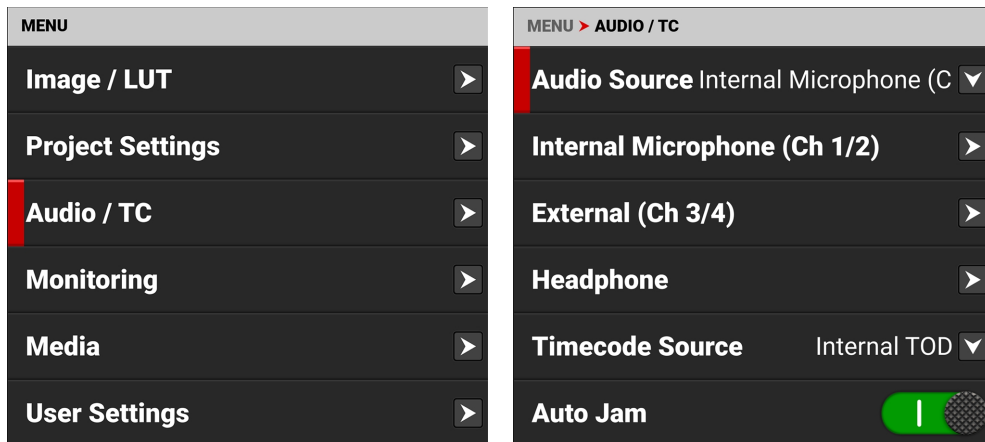 MENU
Image / LUT
Project Settings
Audio / TC
Monitoring
Media
User Settings
MENU ➤ AUDIO / TC
Audio Source Internal Microphone (C
Internal Microphone (Ch 1/2)
External (Ch 3/4)
Headphone
Timecode Source Internal TOD
Auto Jam